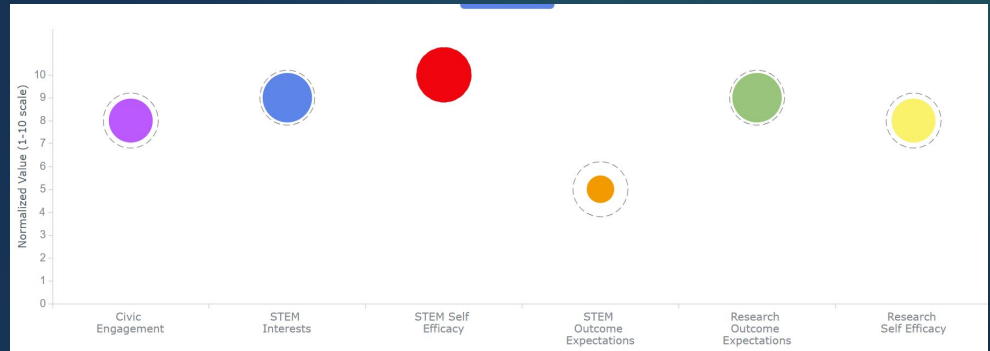 Normalized Value (1-10 scale)
10
9
8
7
6
5
4
3
2
1
0
Civic
Engagement
STEM
Interests
STEM Self
Efficacy
STEM
Outcome
Expectations
Research
Outcome
Expectations
Research
Self Efficacy